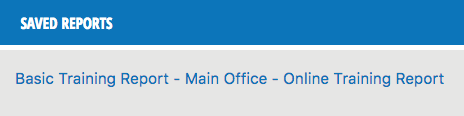 SAVED REPORTS
Basic Training Report - Main Office - Online Training Report